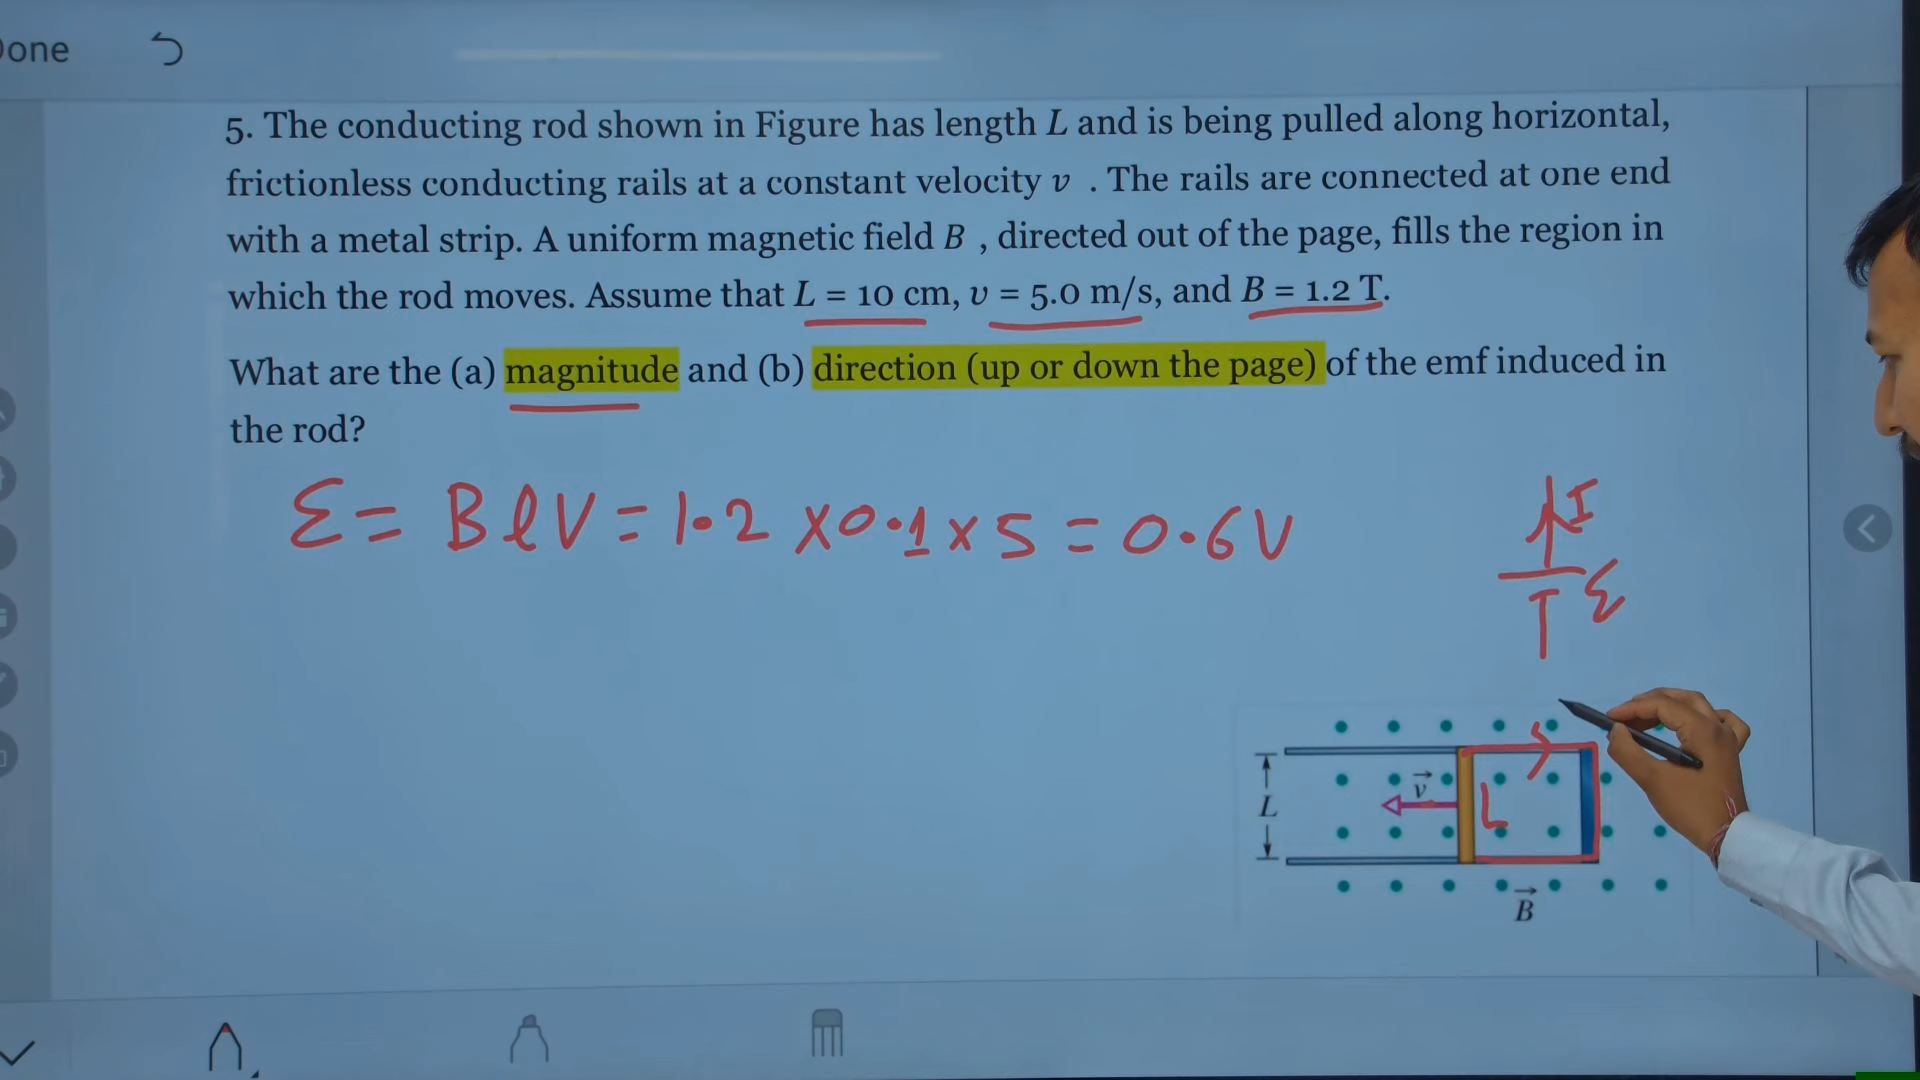 Done
5. The conducting rod shown in Figure has length L and is being pulled along horizontal,
frictionless conducting rails at a constant velocity v . The rails are connected at one end
with a metal strip. A uniform magnetic field B , directed out of the page, fills the region in
which the rod moves. Assume that L = 10 cm, v = 5.0 m/s, and B = 1.2 T.
What are the (a) magnitude and (b) direction (up or down the page) of the emf induced in
the rod?
Ɛ = BℓV = 1.2 × 0.1 × 5 = 0.6 V
I
Ɛ
L
v
L
B